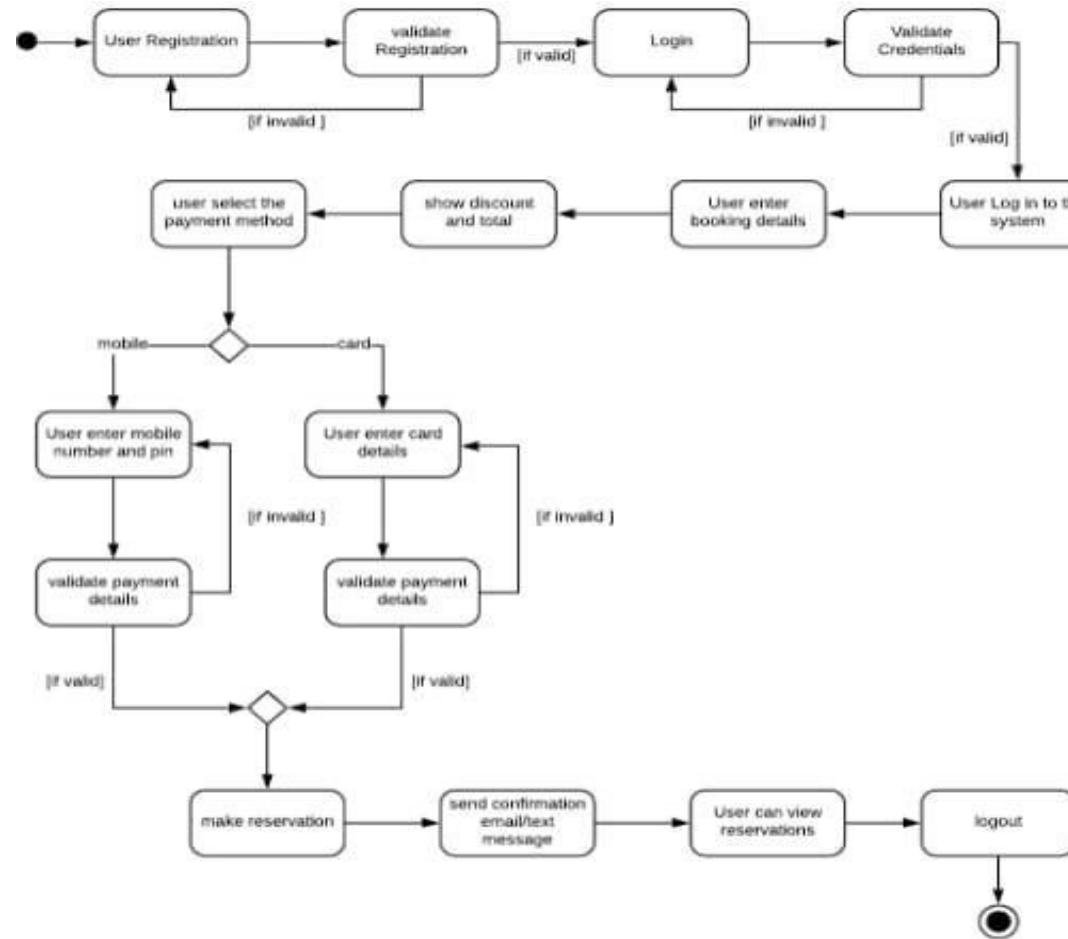 User Registration
validate
Registration
[if valid]
Login
Validate
Credentials
[if invalid ]
[if invalid ]
[if valid]
user select the
payment method
show discount
and total
User enter
booking details
User Log in to th
system
mobile
card
User enter mobile
number and pin
User enter card
details
[if invalid ]
[if invalid ]
validate payment
details
validate payment
details
[if valid]
[if valid]
make reservation
send confirmation
email/text
message
User can view
reservations
logout